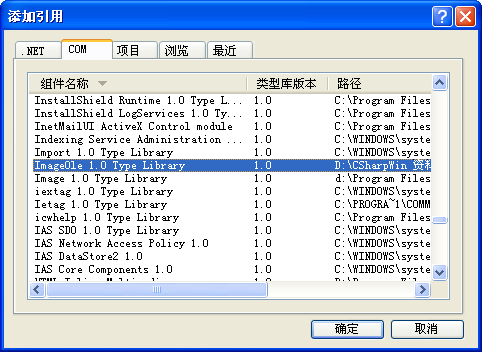 添加引用
.NET COM 项目 浏览 最近
组件名称 类型库版本 路径
InstallShield Runtime 1.0 Type L... 1.0 C:\Program Files
InstallShield LogServices 1.0 Ty... 1.0 C:\Program Files
InetMailUI ActiveX Control module 1.0 C:\Program Files
Indexing Service Administration ... 1.0 C:\WINDOWS\syste
Import 1.0 Type Library 1.0 C:\WINDOWS\syste
ImageOle 1.0 Type Library 1.0 D:\CSharpWin 资料
Image 1.0 Type Library 1.0 d:\Program Files
iextag 1.0 Type Library 1.0 C:\WINDOWS\syste
Ietag 1.0 Type Library 1.0 C:\PROGRA~1\COMM
icwhelp 1.0 Type Library 1.0 C:\Program Files
IAS SDO 1.0 Type Library 1.0 C:\WINDOWS\syste
IAS Network Access Policy 1.0 1.0 C:\WINDOWS\syste
IAS DataStore2 1.0 1.0 C:\WINDOWS\syste
IAS Core Components 1.0 1.0 C:\WINDOWS\syste
确定 取消